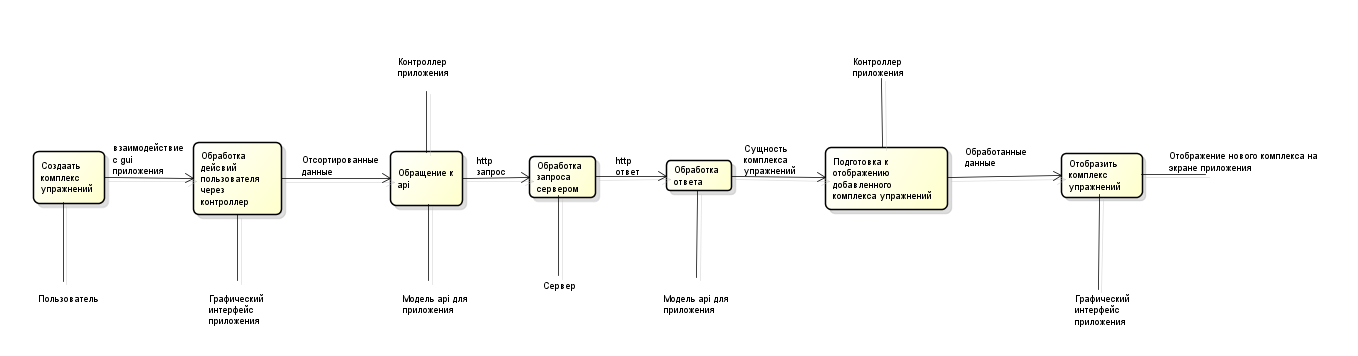 Контроллер
приложения
Контроллер
приложения
Создаать
комплекс
упражнений
взаимодействие
с gui
приложения
Обработка
дейсвий
пользователя
через
контроллер
Отсортированные
данные
Обращение к
api
http
запрос
Обработка
запроса
сервером
http
ответ
Обработка
ответа
Сущность
комплекса
упражнений
Подготовка к
отображению
добавленного
комплекса упражнений
Обработанные
данные
Отобразить
комплекс
упражнений
Отображение нового комплекса на
экране приложения
Пользователь
Графический
интерфейс
приложения
Модель api для
приложения
Сервер
Модель api для
приложения
Графический
интерфейс
приложения